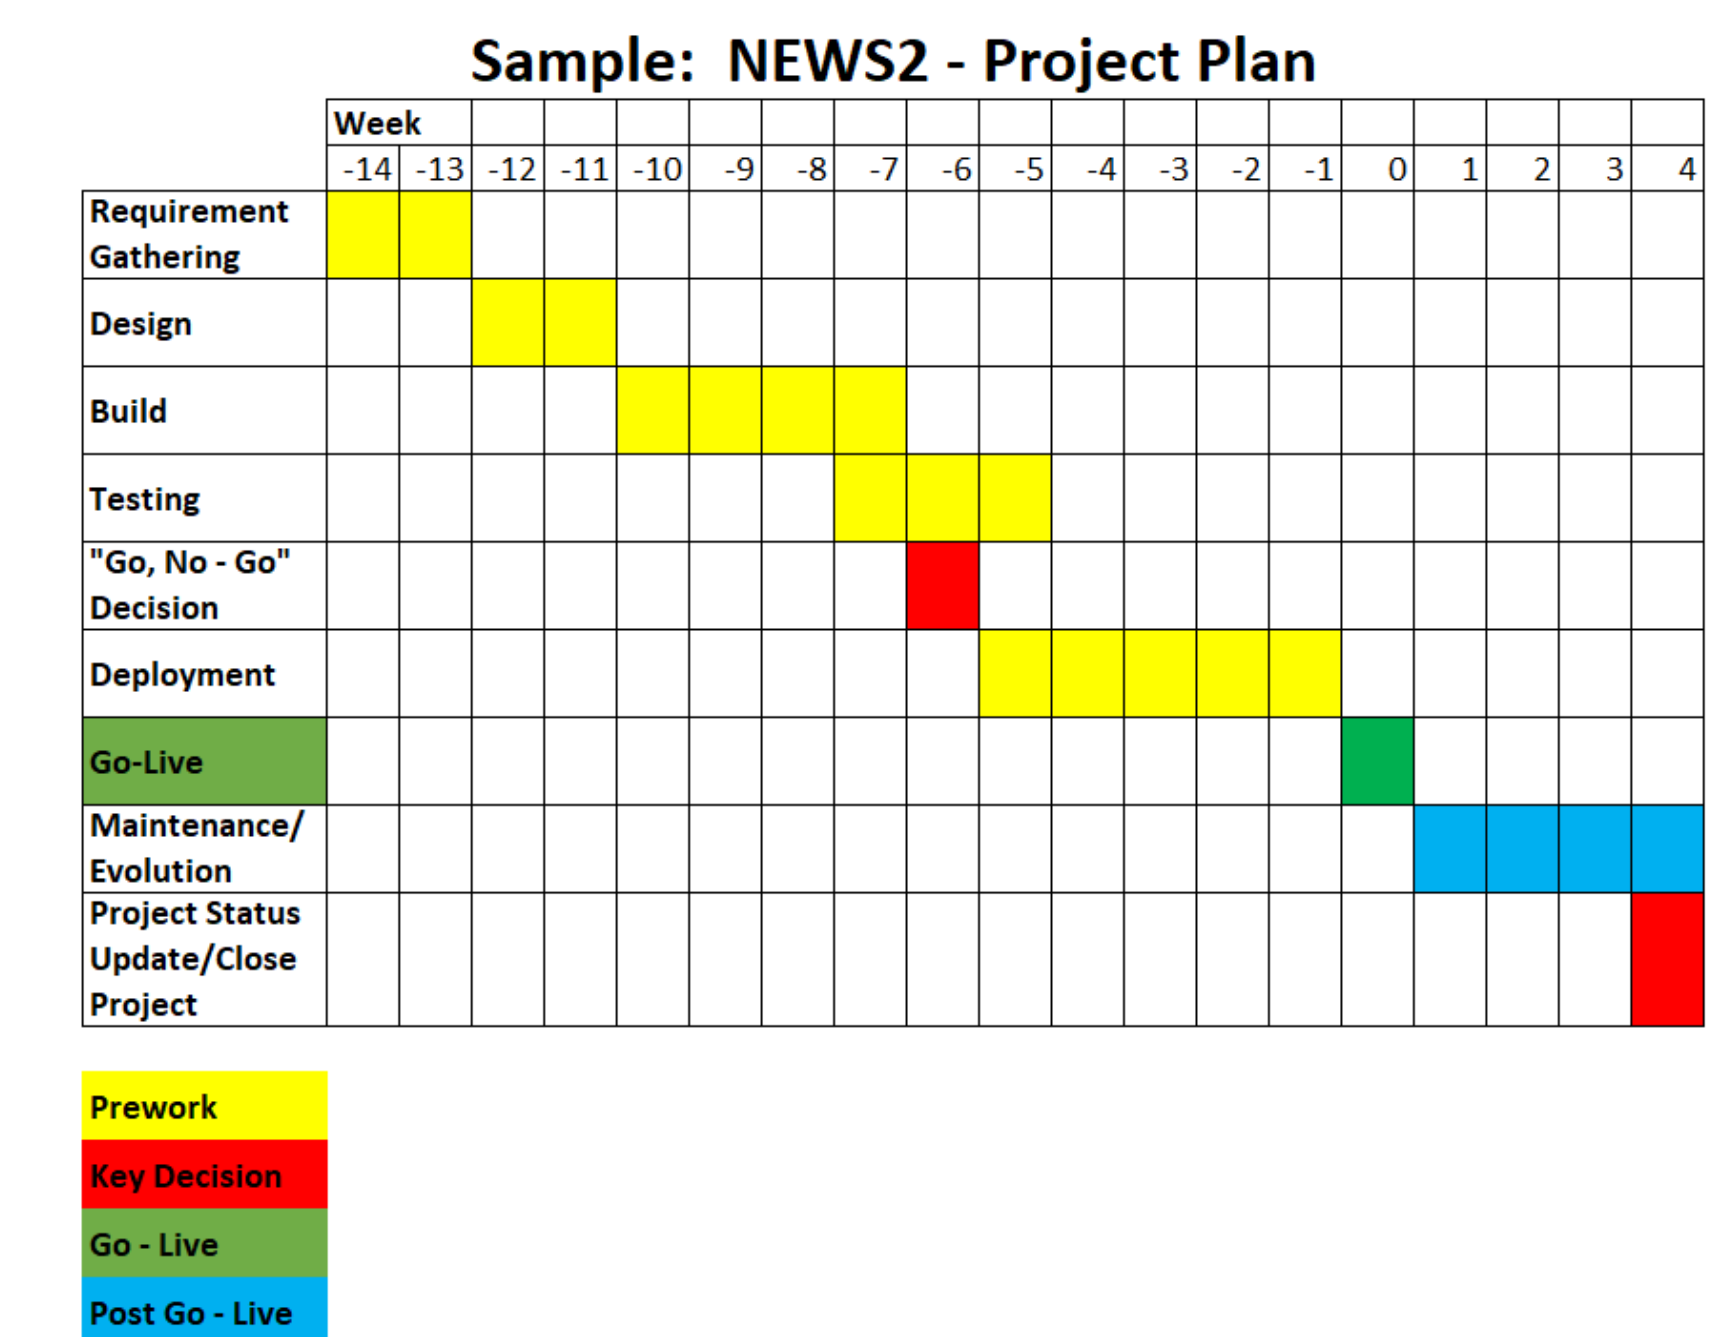 Sample:  NEWS2 - Project Plan
Week
-14 -13 -12 -11 -10 -9 -8 -7 -6 -5 -4 -3 -2 -1 0 1 2 3 4
Requirement
Gathering
Design
Build
Testing
"Go, No - Go"
Decision
Deployment
Go-Live
Maintenance/
Evolution
Project Status
Update/Close
Project
Prework
Key Decision
Go - Live
Post Go - Live